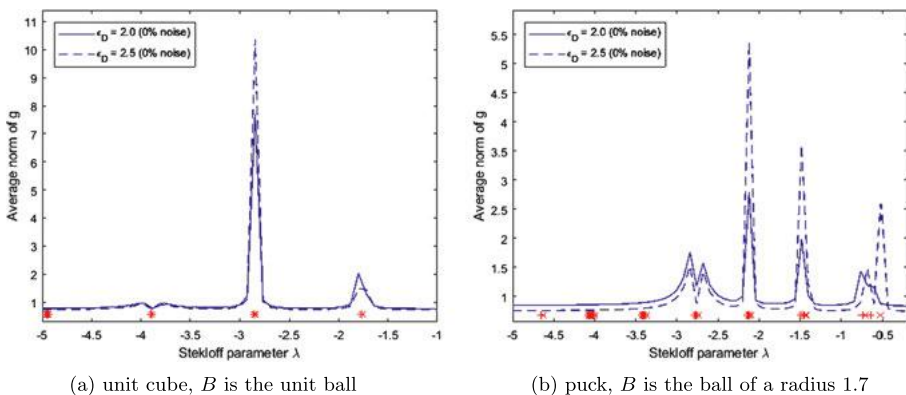 ϵ_D = 2.0 (0% noise)
ϵ_D = 2.5 (0% noise)
11
10
9
8
7
6
5
4
3
2
1
Average norm of g
-5 -4.5 -4 -3.5 -3 -2.5 -2 -1.5 -1
Stekloff parameter λ
(a) unit cube, B is the unit ball
ϵ_D = 2.0 (0% noise)
ϵ_D = 2.5 (0% noise)
5.5
5
4.5
4
3.5
3
2.5
2
1.5
1
Average norm of g
-5 -4.5 -4 -3.5 -3 -2.5 -2 -1.5 -1 -0.5
Stekloff parameter λ
(b) puck, B is the ball of a radius 1.7